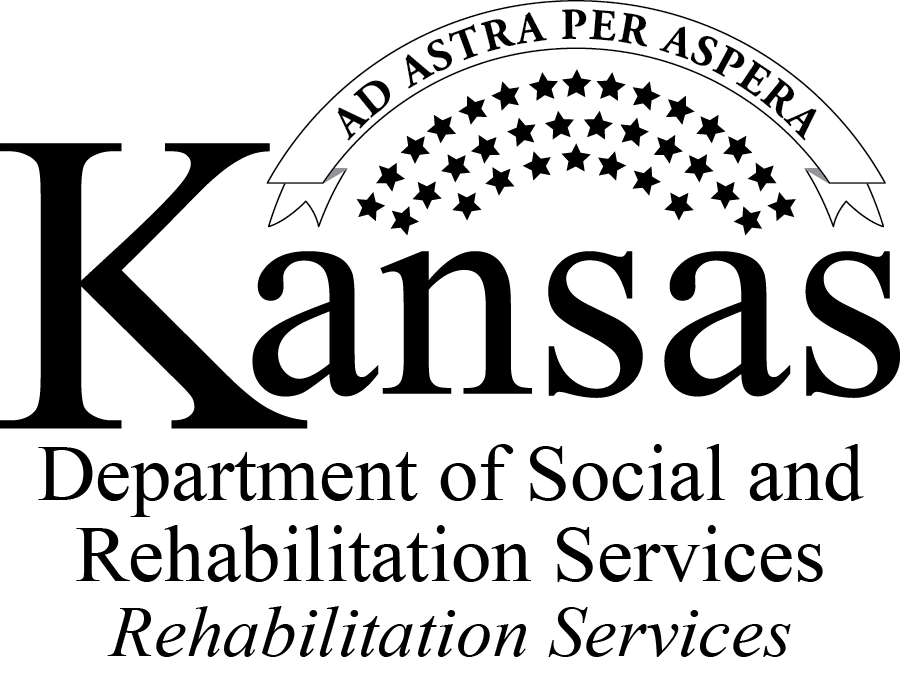 AD ASTRA PER ASPERA
Kansas
Department of Social and
Rehabilitation Services
Rehabilitation Services